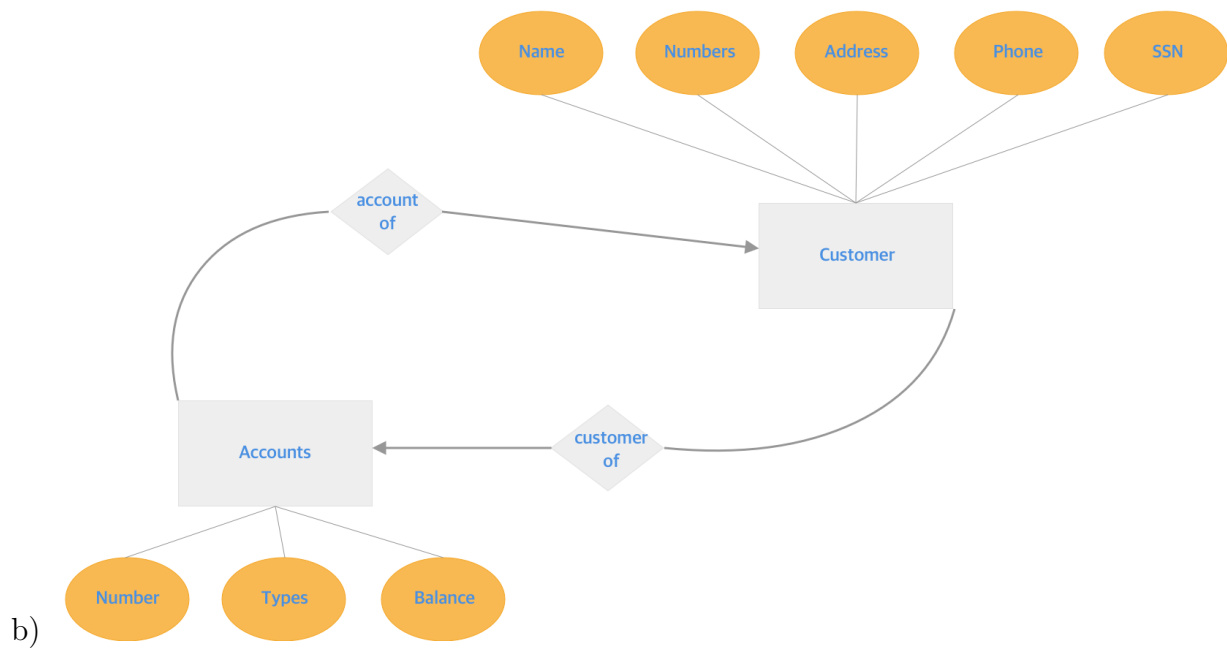 Name
Numbers
Address
Phone
SSN
account
of
Customer
Accounts
customer
of
Number
Types
Balance
b)